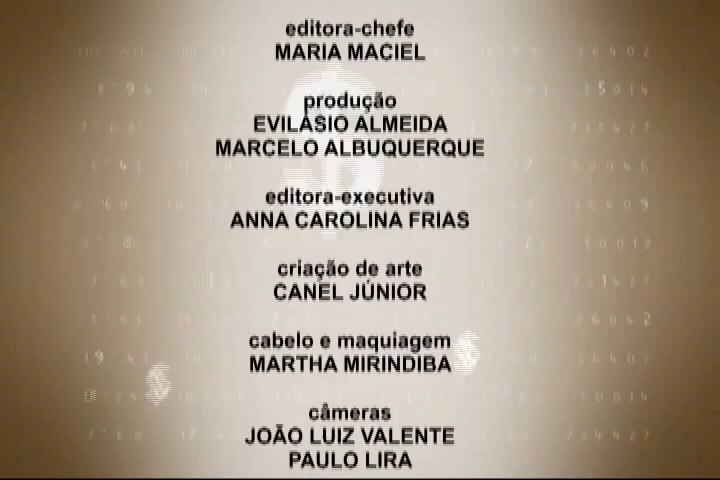 editora-chefe
MARIA MACIEL
produção
EVILÁSIO ALMEIDA
MARCELO ALBUQUERQUE
editora-executiva
ANNA CAROLINA FRIAS
criação de arte
CANEL JÚNIOR
cabelo e maquiagem
MARTHA MIRINDIBA
câmeras
JOÃO LUIZ VALENTE
PAULO LIRA